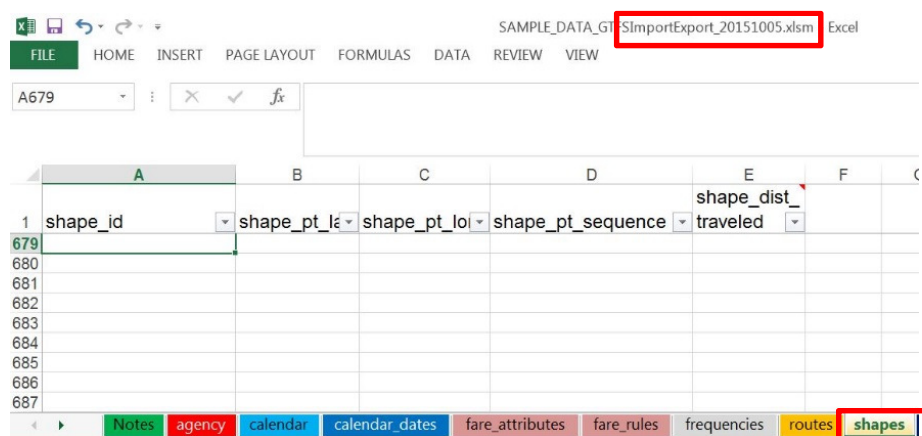 SAMPLE_DATA_GTFSImportExport_20151005.xlsm Excel
FILE HOME INSERT PAGE LAYOUT FORMULAS DATA REVIEW VIEW
A679 fx
A B C D E F
shape_dist_
1 shape_id shape_pt_la shape_pt_lo shape_pt_sequence traveled
679
680
681
682
683
684
685
686
687
Notes agency calendar calendar_dates fare_attributes fare_rules frequencies routes shapes